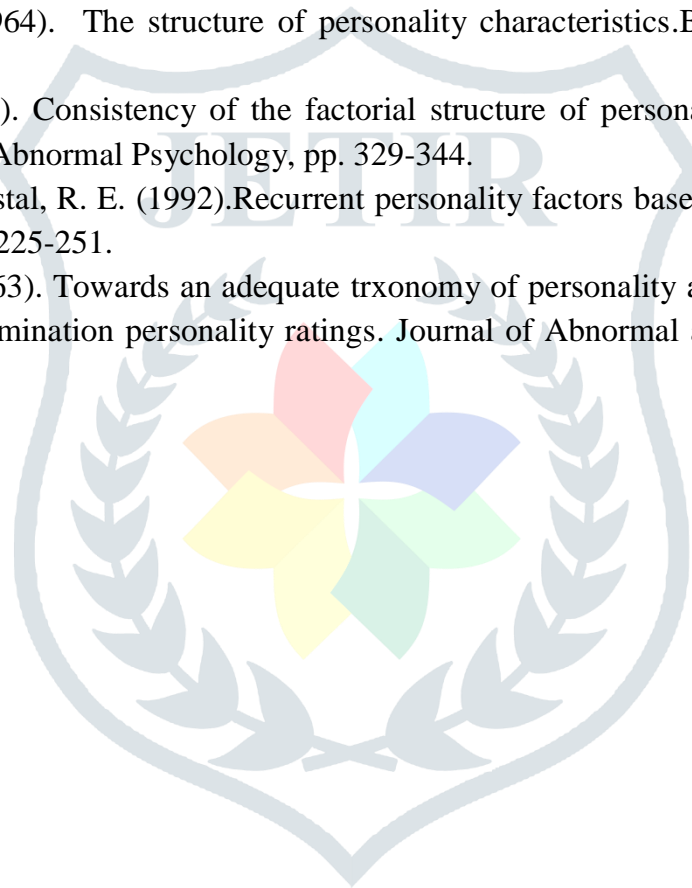 964). The structure of personality characteristics.E
). Consistency of the factorial structure of persona
Abnormal Psychology, pp. 329-344.
stal, R. E. (1992).Recurrent personality factors base
225-251.
63). Towards an adequate trxonomy of personality a
mination personality ratings. Journal of Abnormal a
JETIR